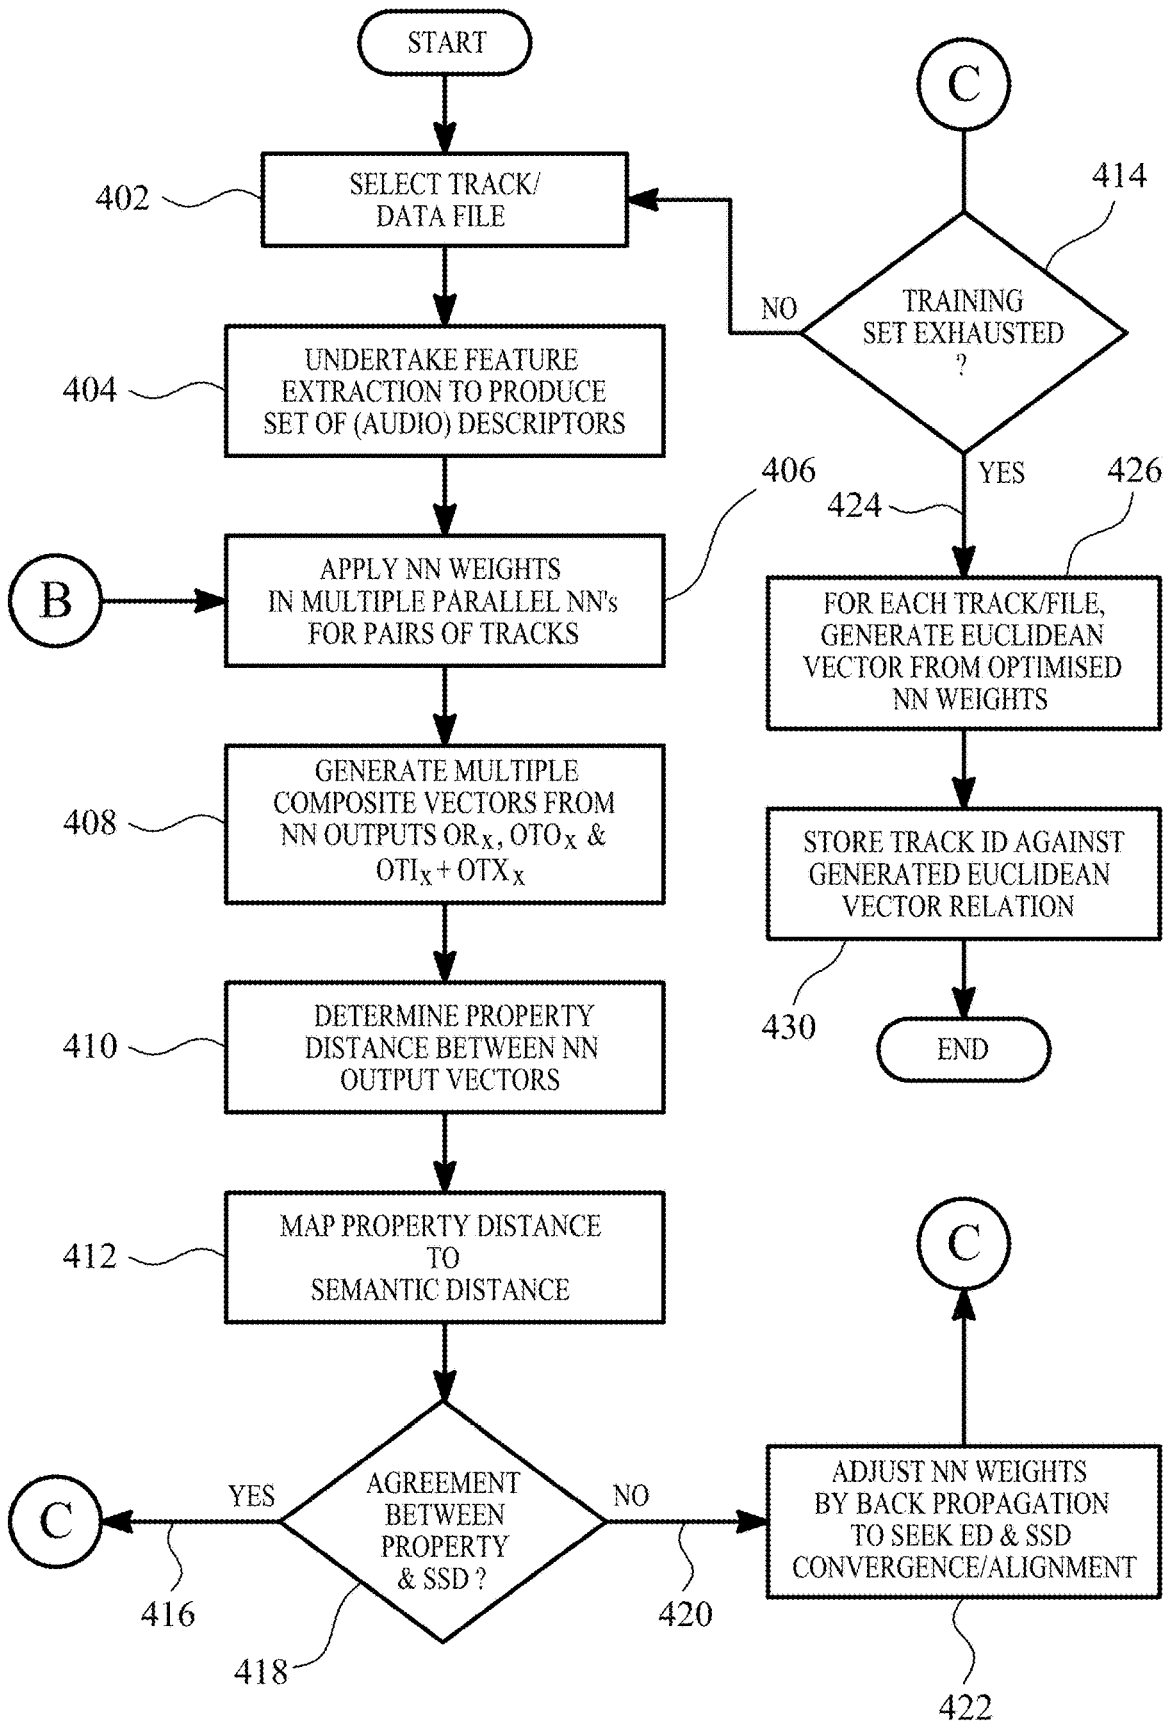 START
402
SELECT TRACK/
DATA FILE
404
UNDERTAKE FEATURE
EXTRACTION TO PRODUCE
SET OF (AUDIO) DESCRIPTORS
406
B
APPLY NN WEIGHTS
IN MULTIPLE PARALLEL NN's
FOR PAIRS OF TRACKS
408
GENERATE MULTIPLE
COMPOSITE VECTORS FROM
NN OUTPUTS ORX, OTOX &
OTIX + OTXX
410
DETERMINE PROPERTY
DISTANCE BETWEEN NN
OUTPUT VECTORS
412
MAP PROPERTY DISTANCE
TO
SEMANTIC DISTANCE
AGREEMENT
BETWEEN
PROPERTY
& SSD ?
418
YES
C
416
NO
420
ADJUST NN WEIGHTS
BY BACK PROPAGATION
TO SEEK ED & SSD
CONVERGENCE/ALIGNMENT
422
C
C
414
TRAINING
SET EXHAUSTED
?
NO
YES
424
426
FOR EACH TRACK/FILE,
GENERATE EUCLIDEAN
VECTOR FROM OPTIMISED
NN WEIGHTS
STORE TRACK ID AGAINST
GENERATED EUCLIDEAN
VECTOR RELATION
430
END